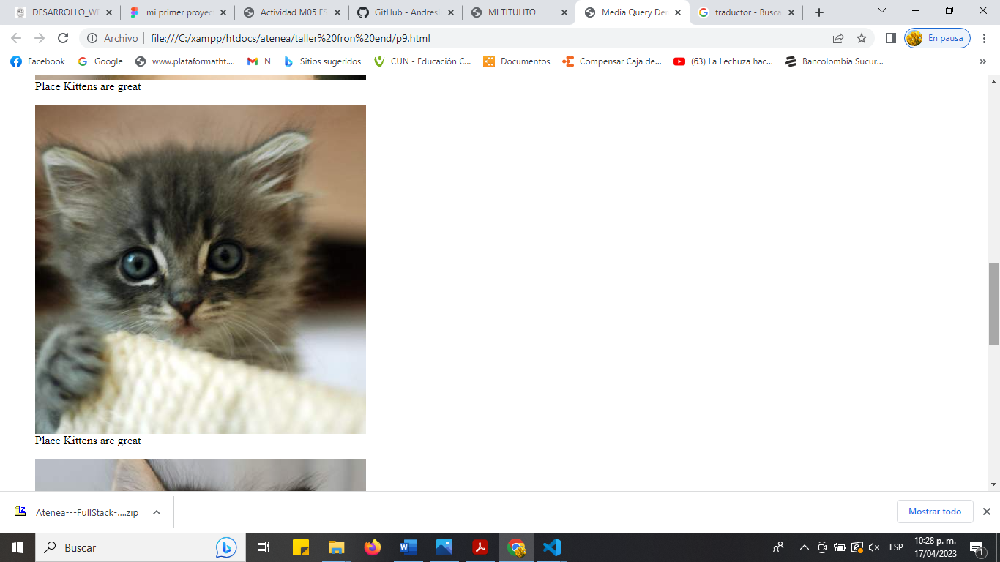 DESARROLLO_WE
mi primer proyec
Actividad M05 FS
GitHub - Andresl
MI TITULITO
Media Query Der
traductor - Busca
Archivo
file:///C:/xampp/htdocs/atenea/taller%20fron%20end/p9.html
En pausa
Facebook
Google
www.plataformatht....
N
Sitios sugeridos
CUN - Educación C...
Documentos
Compensar Caja de...
(63) La Lechuza hac...
Bancolombia Sucur...
»
Place Kittens are great
Place Kittens are great
Atenea---FullStack-....zip
Mostrar todo
Buscar
ESP
10:28 p. m.
17/04/2023
1